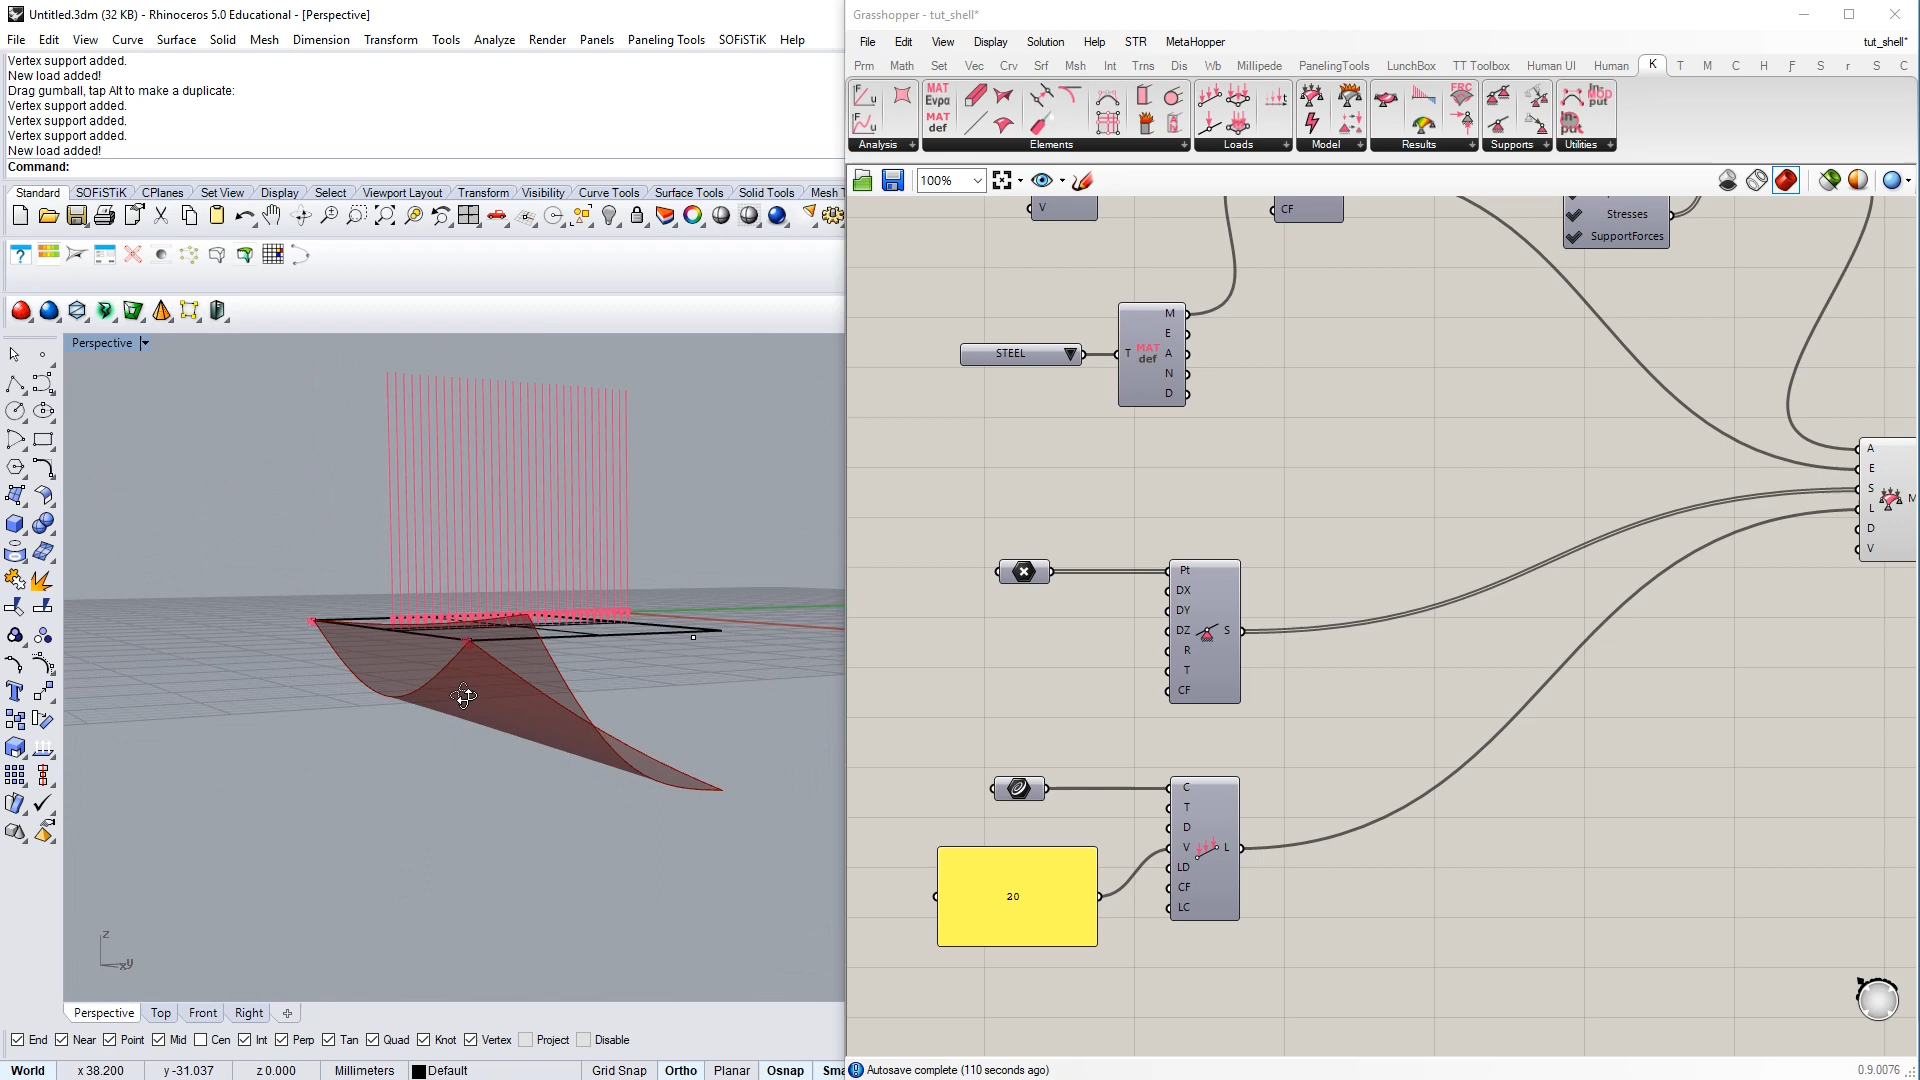 Untitled.3dm (32 KB) - Rhinoceros 5.0 Educational - [Perspective]
File Edit View Curve Surface Solid Mesh Dimension Transform Tools Analyze Render Panels Paneling Tools SOFiSTiK Help
Vertex support added.
New load added!
Drag gumball, tap Alt to make a duplicate:
Vertex support added.
Vertex support added.
Vertex support added.
New load added!
Command:
Standard SOFiSTiK CPlanes Set View Display Select Viewport Layout Transform Visibility Curve Tools Surface Tools Solid Tools Mesh T
Perspective
z
xy
Perspective Top Front Right
End Near Point Mid Cen Int Perp Tan Quad Knot Vertex Project Disable
World x 38.200 y -31.037 z 0.000 Millimeters Default Grid Snap Ortho Planar Osnap Sma
Grasshopper - tut_shell*
File Edit View Display Solution Help STR MetaHopper tut_shell*
Prm Math Set Vec Crv Srf Msh Int Trns Dis Wb Millipede PanelingTools LunchBox TT Toolbox Human UI Human K T M C H F S r S C
MAT
MAT
def
Analysis Elements Loads Model Results Supports Utilities
100%
V
CF
Stresses
SupportForces
STEEL
T
MAT
def
M
E
A
N
D
A
E
S
L
D
V
M
Pt
DX
DY
DZ
R
T
CF
S
C
T
D
V
LD
CF
LC
L
20
Autosave complete (110 seconds ago)
0.9.0076